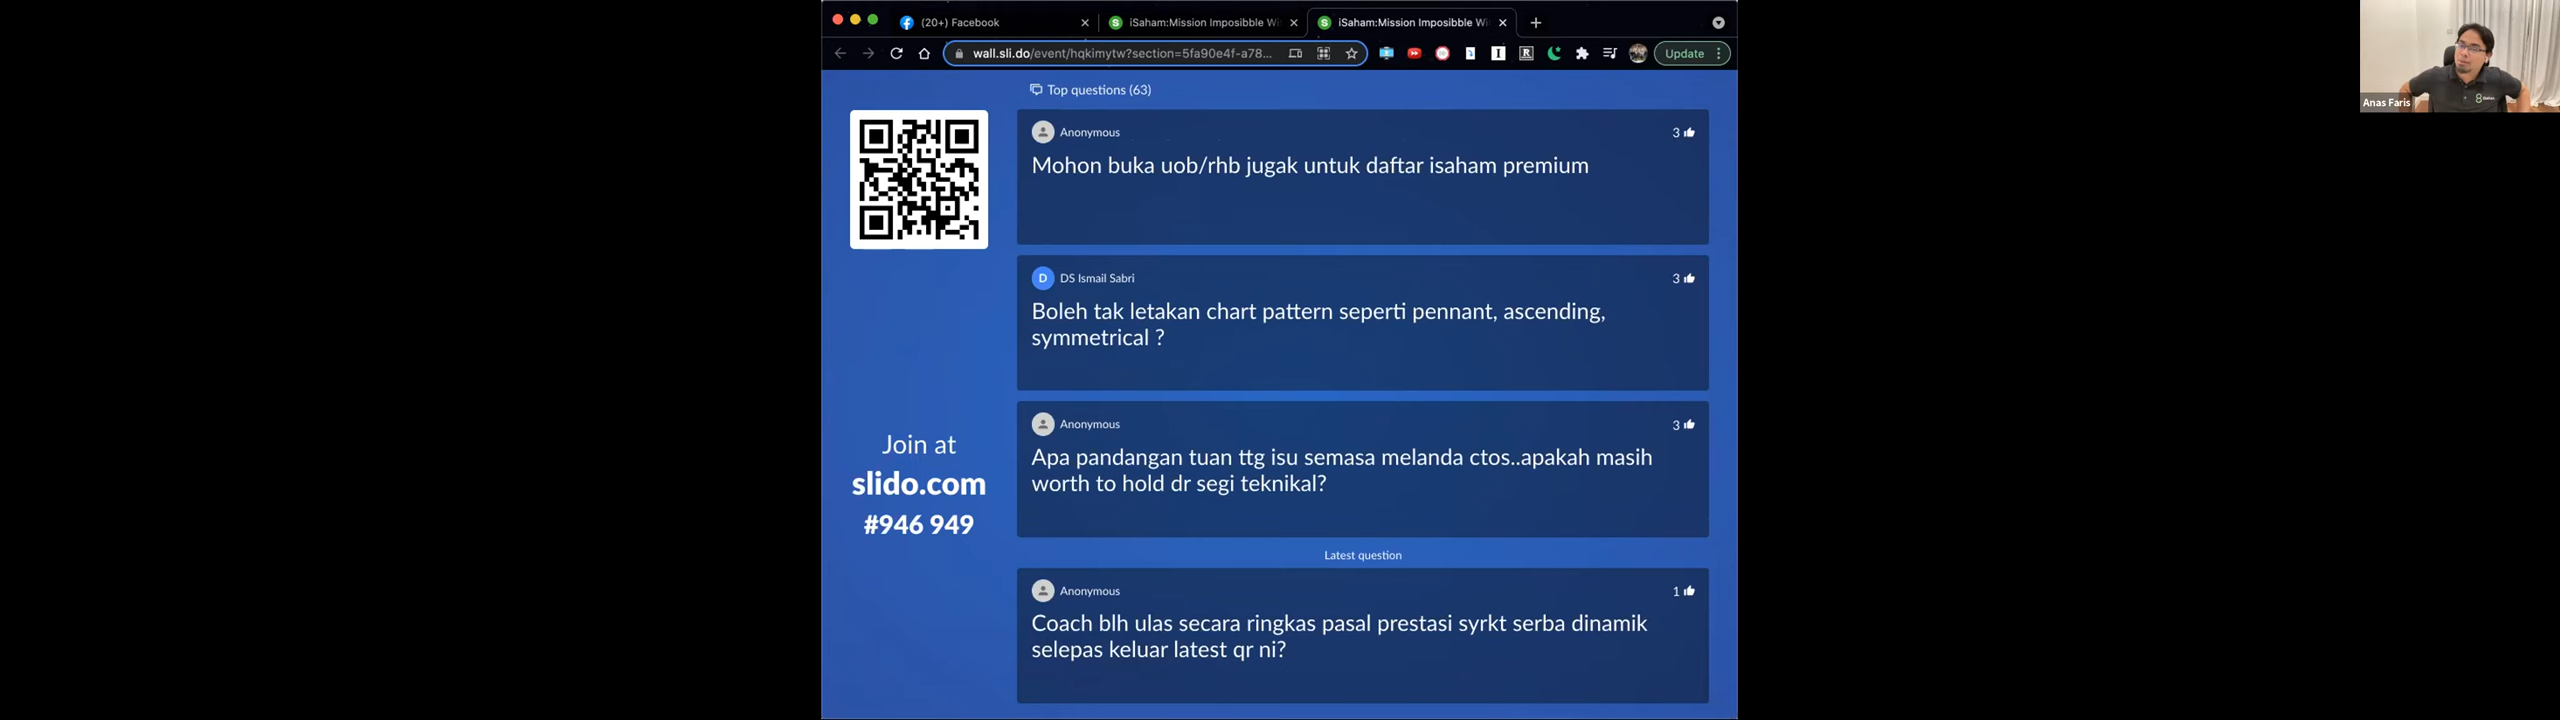 (20+) Facebook
iSaham:Mission Imposibble Wi
iSaham:Mission Imposibble Wi
wall.sli.do/event/hqkimytw?section=5fa90e4f-a78...
Update
Anas Faris
Top questions (63)
Anonymous
3
Mohon buka uob/rhb jugak untuk daftar isaham premium
D
DS Ismail Sabri
3
Boleh tak letakan chart pattern seperti pennant, ascending,
symmetrical ?
Anonymous
3
Apa pandangan tuan ttg isu semasa melanda ctos..apakah masih
worth to hold dr segi teknikal?
Join at
slido.com
#946 949
Latest question
Anonymous
1
Coach blh ulas secara ringkas pasal prestasi syrkt serba dinamik
selepas keluar latest qr ni?